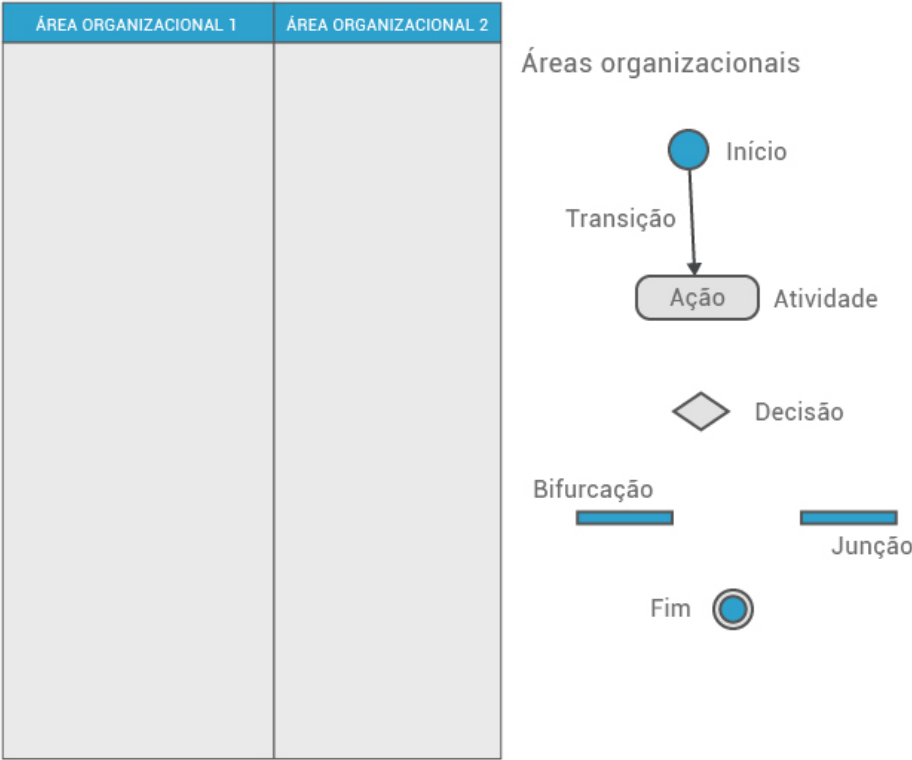 ÁREA ORGANIZACIONAL 1
ÁREA ORGANIZACIONAL 2
Áreas organizacionais
Início
Transição
Ação
Atividade
Decisão
Bifurcação
Junção
Fim